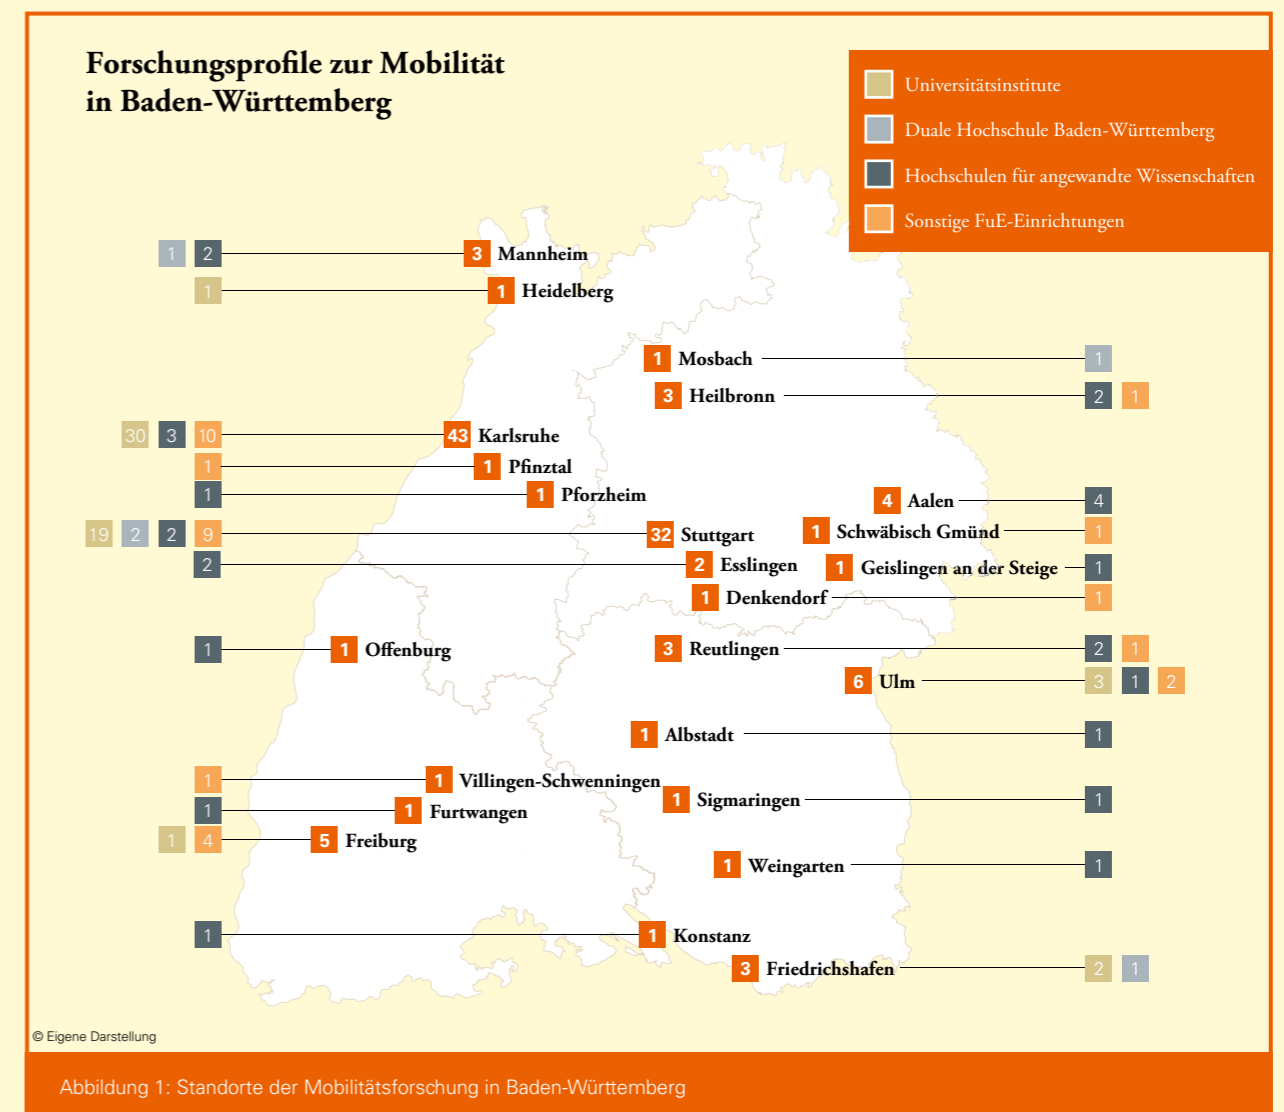 Forschungsprofile zur Mobilität
in Baden-Württemberg
Universitätsinstitute
Duale Hochschule Baden-Württemberg
Hochschulen für angewandte Wissenschaften
Sonstige FuE-Einrichtungen
1 2 3 Mannheim
1 1 Heidelberg
1 Mosbach 1
3 Heilbronn 2 1
30 3 10 43 Karlsruhe
1 1 Pfinztal
1 1 Pforzheim
4 Aalen 4
19 2 2 9 32 Stuttgart
1 Schwäbisch Gmünd 1
2 2 Esslingen
1 Geislingen an der Steige 1
1 Denkendorf 1
1 1 Offenburg
3 Reutlingen 2 1
6 Ulm 3 1 2
1 Albstadt 1
1 1 Villingen-Schwenningen
1 Sigmaringen 1
1 1 Furtwangen
1 4 5 Freiburg
1 Weingarten 1
1 1 Konstanz
3 Friedrichshafen 2 1
© Eigene Darstellung
Abbildung 1: Standorte der Mobilitätsforschung in Baden-Württemberg